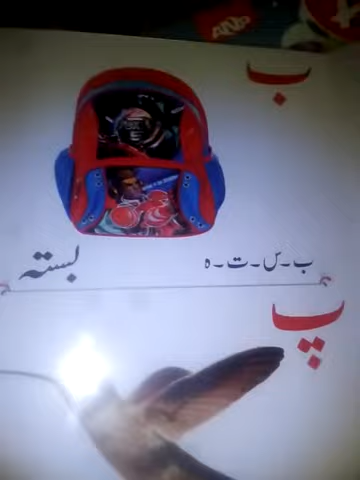 ب
ب - س - ت - ہ
بستہ
پ